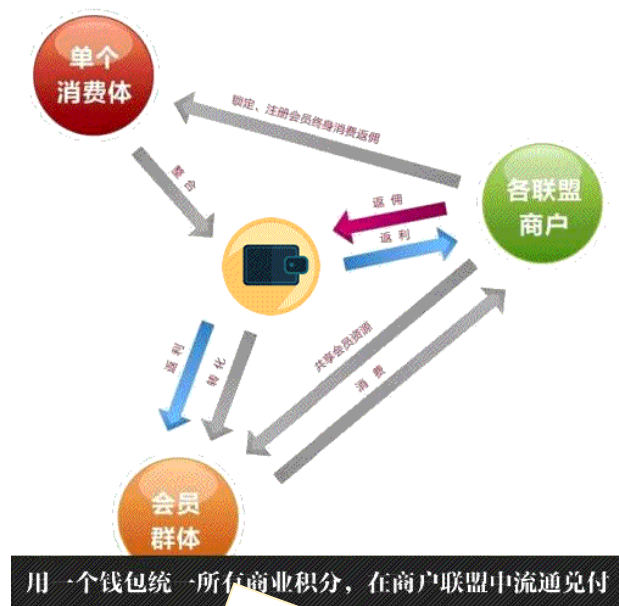 单个
消费体
锁定、注册会员终身消费返佣
整合
各联盟
商户
返佣
返利
共享会员资源
消费
返利
转化
会员
群体
用一个钱包统一所有商业积分，在商户联盟中流通兑付